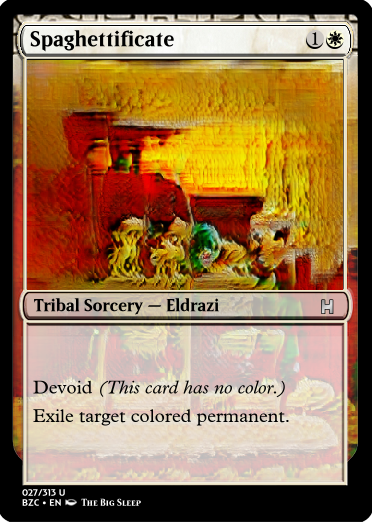 Spaghettificate 1
Tribal Sorcery — Eldrazi H
Devoid (This card has no color.)
Exile target colored permanent.
027/313 U
BZC • EN The Big Sleep